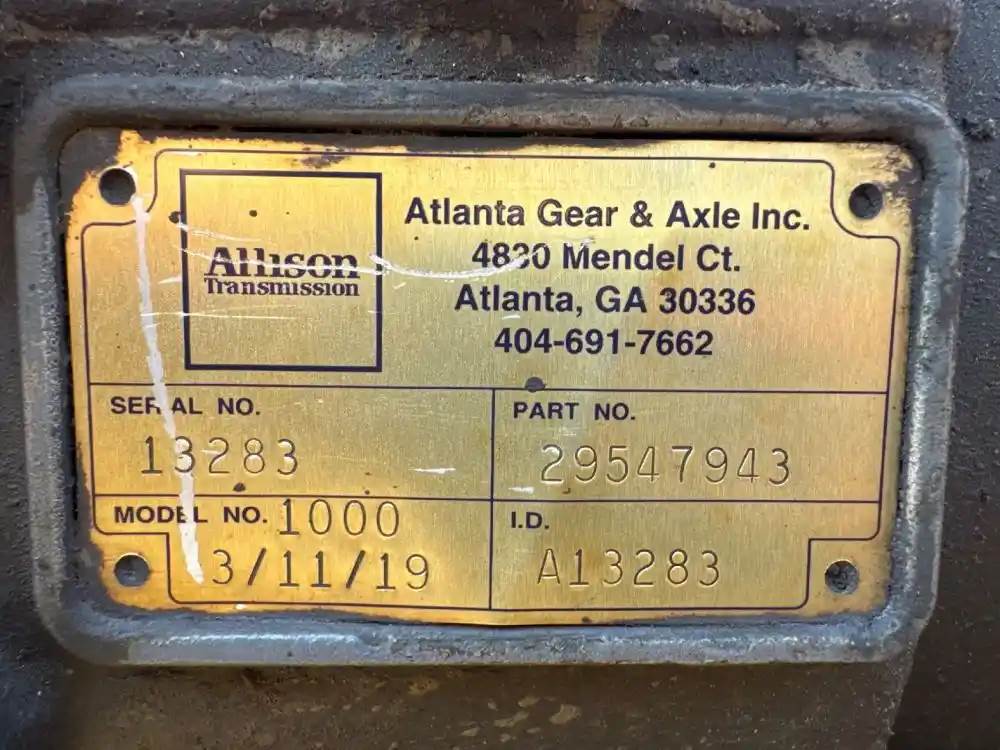 Allison
Transmission
Atlanta Gear & Axle Inc.
4830 Mendel Ct.
Atlanta, GA 30336
404-691-7662
SERIAL NO.
13283
PART NO.
29547943
MODEL NO. 1000
3/11/19
I.D.
A13283